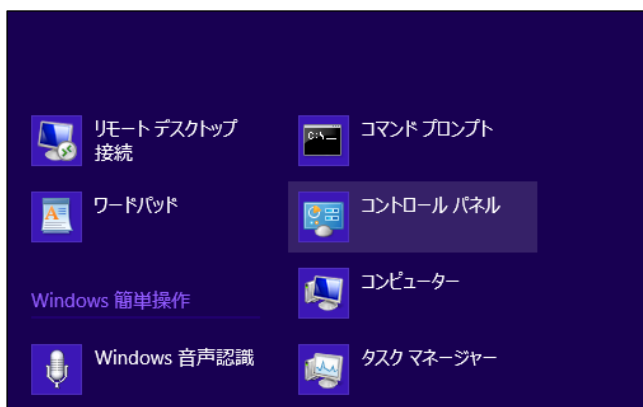 リモート デスクトップ
接続
ワードパッド
Windows 簡単操作
Windows 音声認識
コマンド プロンプト
コントロール パネル
コンピューター
タスク マネージャー